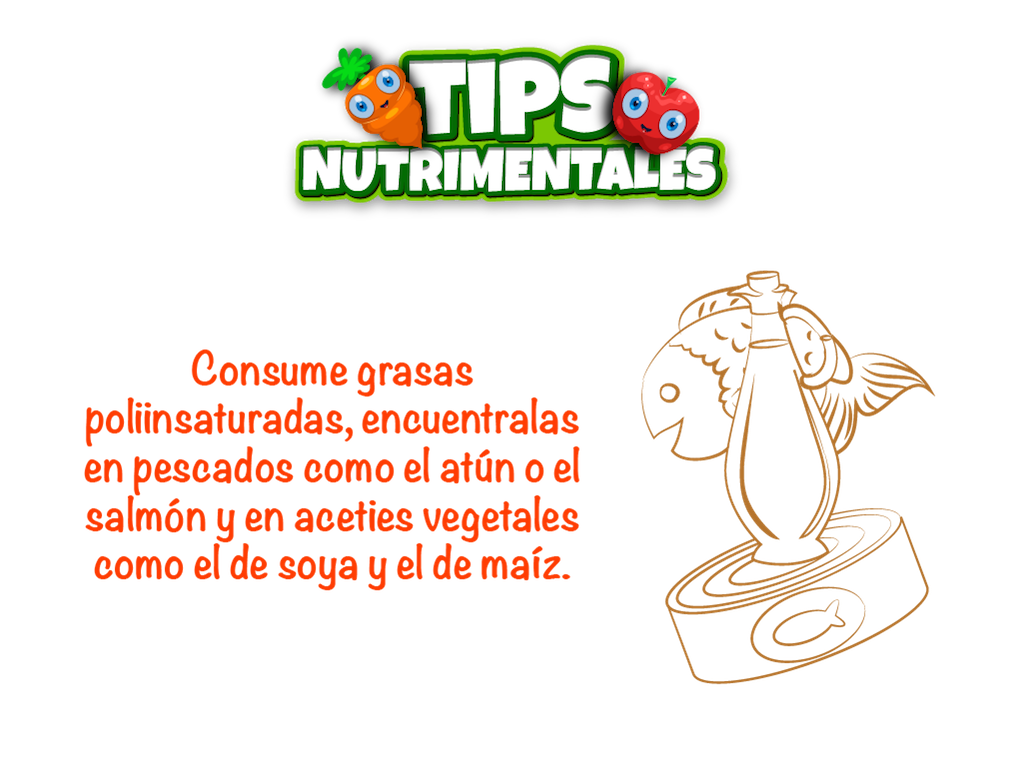 TIPS
NUTRIMENTALES
Consume grasas
poliinsaturadas, encuentralas
en pescados como el atún o el
salmón y en aceties vegetales
como el de soya y el de maíz.